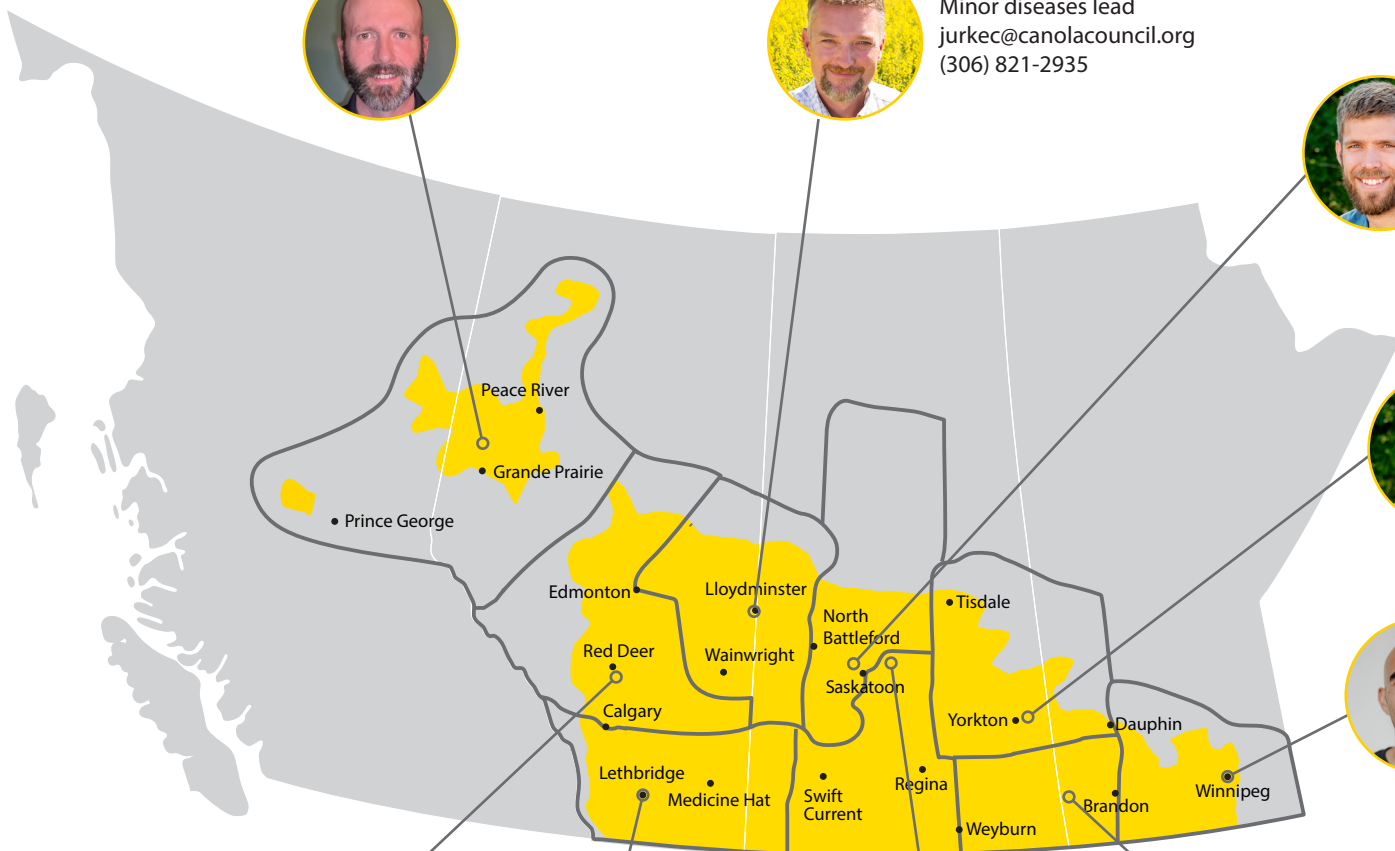 Minor diseases lead
jurkec@canolacouncil.org
(306) 821-2935
Peace River
Grande Prairie
Prince George
Edmonton
Lloydminster
North
Battleford
Tisdale
Red Deer
Wainwright
Saskatoon
Calgary
Yorkton
Dauphin
Lethbridge
Medicine Hat
Swift
Current
Regina
Brandon
Winnipeg
Weyburn